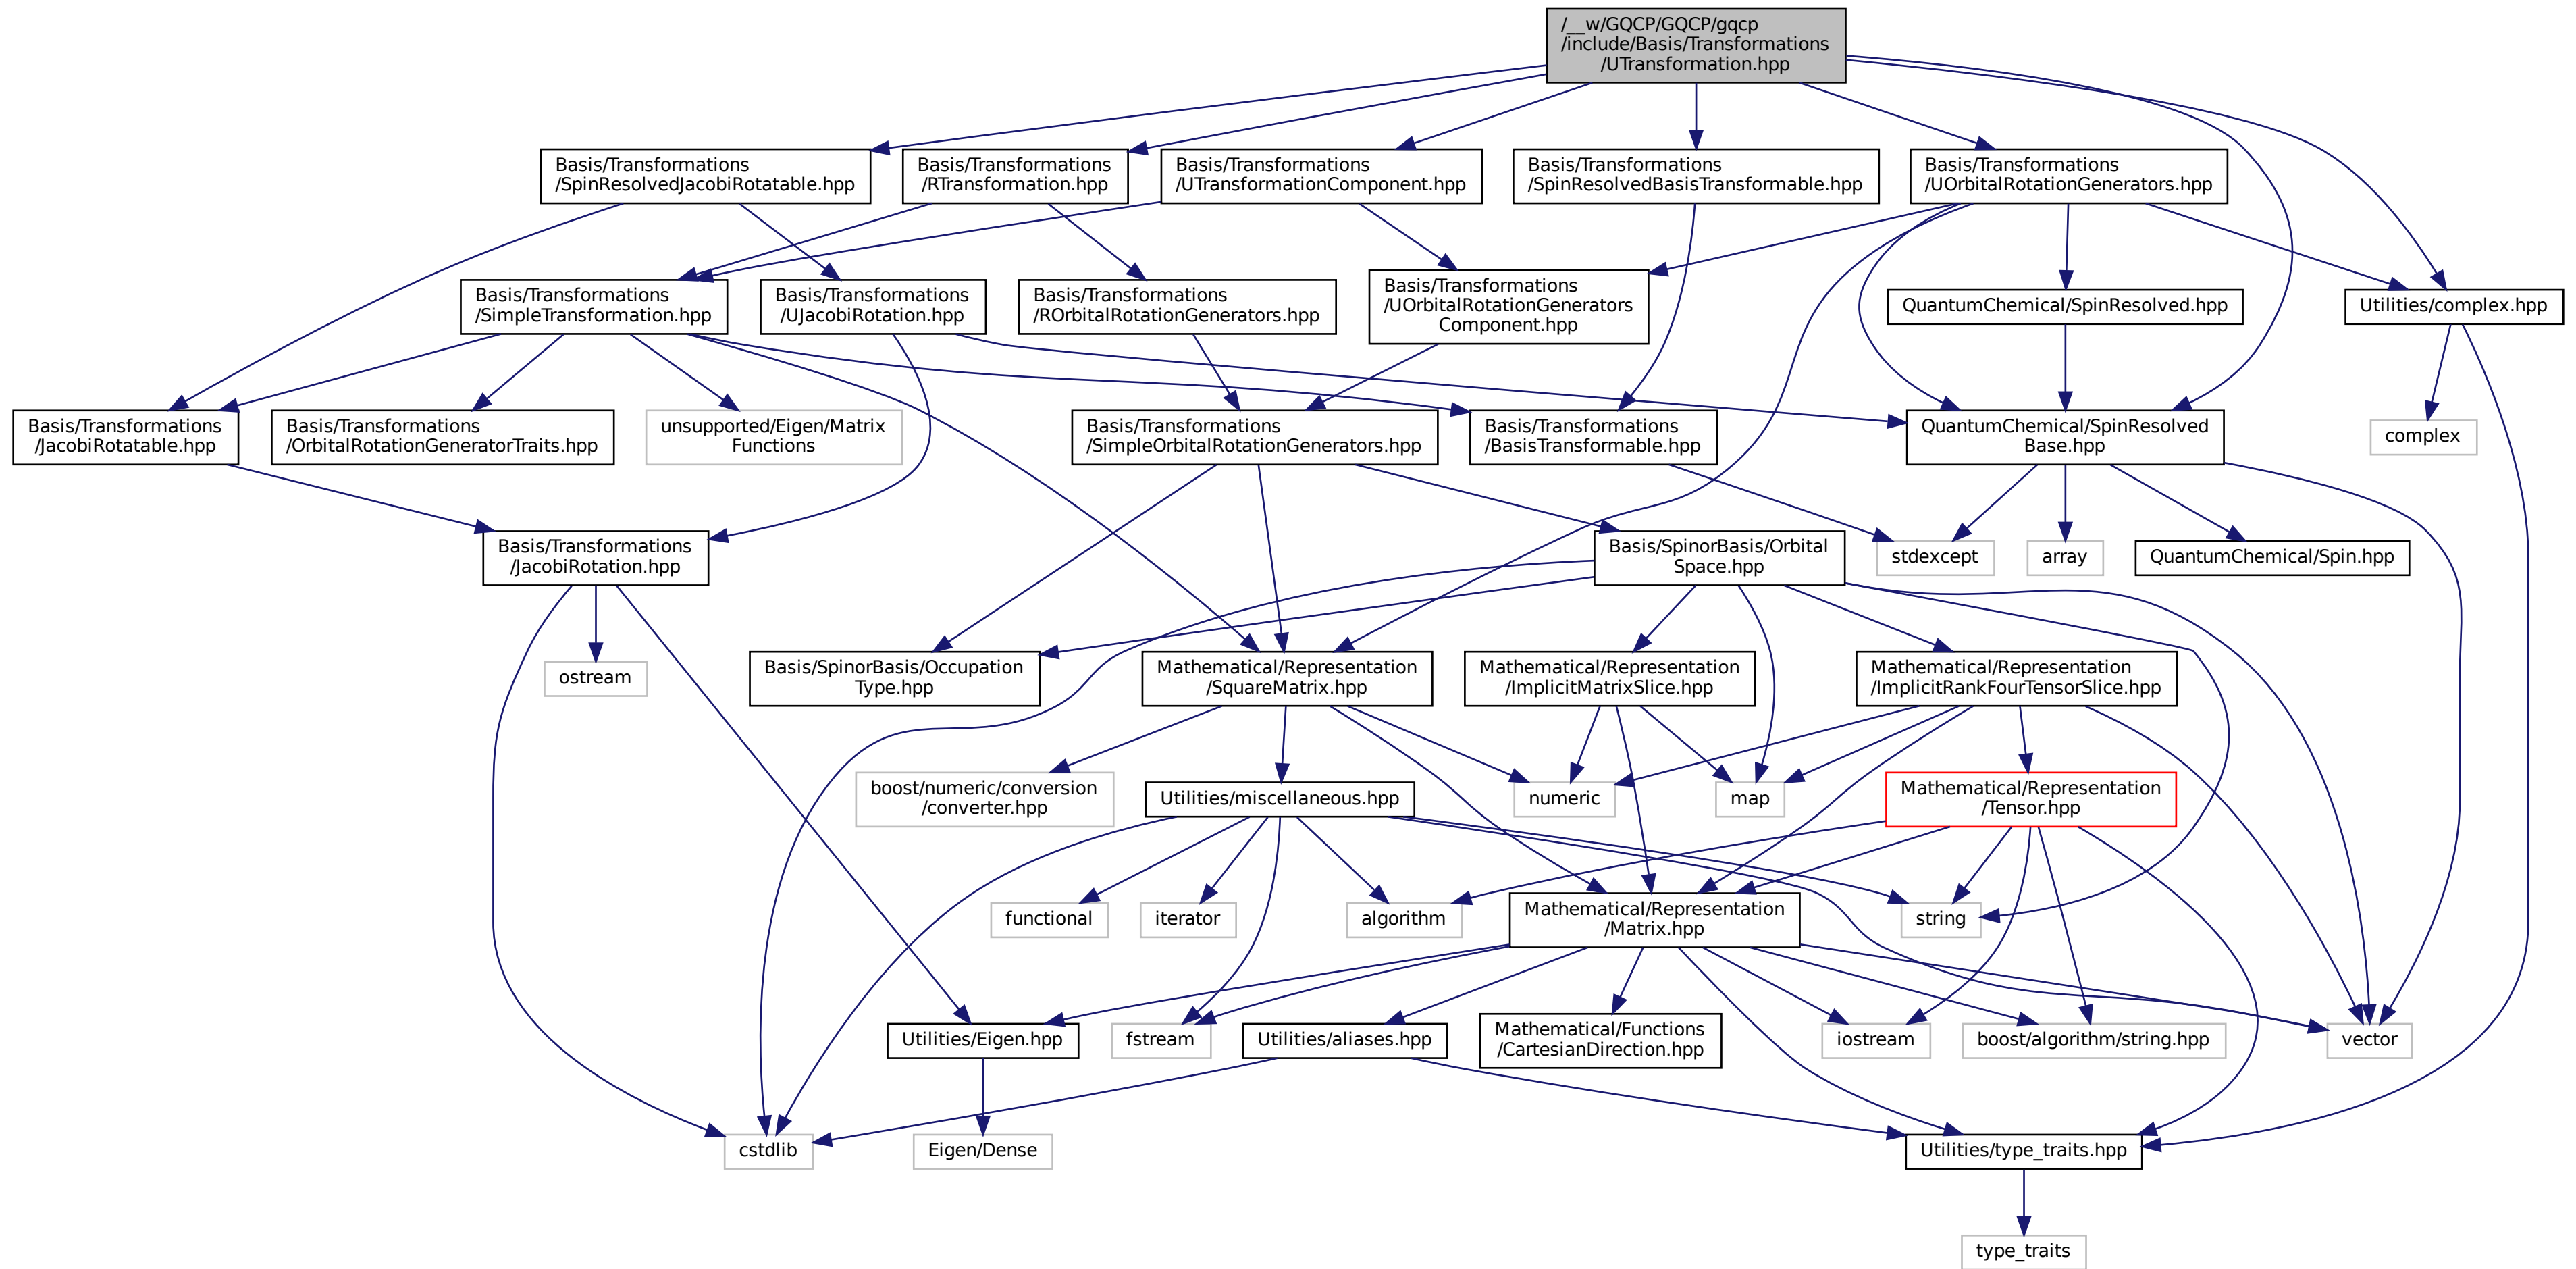 /__w/GQCP/GQCP/gqcp
/include/Basis/Transformations
/UTransformation.hpp
Basis/Transformations
/SpinResolvedJacobiRotatable.hpp
Basis/Transformations
/RTransformation.hpp
Basis/Transformations
/UTransformationComponent.hpp
Basis/Transformations
/SpinResolvedBasisTransformable.hpp
Basis/Transformations
/UOrbitalRotationGenerators.hpp
Basis/Transformations
/SimpleTransformation.hpp
Basis/Transformations
/UJacobiRotation.hpp
Basis/Transformations
/ROrbitalRotationGenerators.hpp
Basis/Transformations
/UOrbitalRotationGenerators
Component.hpp
QuantumChemical/SpinResolved.hpp
Utilities/complex.hpp
Basis/Transformations
/JacobiRotatable.hpp
Basis/Transformations
/OrbitalRotationGeneratorTraits.hpp
unsupported/Eigen/Matrix
Functions
Basis/Transformations
/SimpleOrbitalRotationGenerators.hpp
Basis/Transformations
/BasisTransformable.hpp
QuantumChemical/SpinResolved
Base.hpp
complex
Basis/Transformations
/JacobiRotation.hpp
Basis/SpinorBasis/Orbital
Space.hpp
stdexcept
array
QuantumChemical/Spin.hpp
ostream
Basis/SpinorBasis/Occupation
Type.hpp
Mathematical/Representation
/SquareMatrix.hpp
Mathematical/Representation
/ImplicitMatrixSlice.hpp
Mathematical/Representation
/ImplicitRankFourTensorSlice.hpp
boost/numeric/conversion
/converter.hpp
Utilities/miscellaneous.hpp
numeric
map
Mathematical/Representation
/Tensor.hpp
functional
iterator
algorithm
Mathematical/Representation
/Matrix.hpp
string
Utilities/Eigen.hpp
fstream
Utilities/aliases.hpp
Mathematical/Functions
/CartesianDirection.hpp
iostream
boost/algorithm/string.hpp
vector
cstdlib
Eigen/Dense
Utilities/type_traits.hpp
type_traits